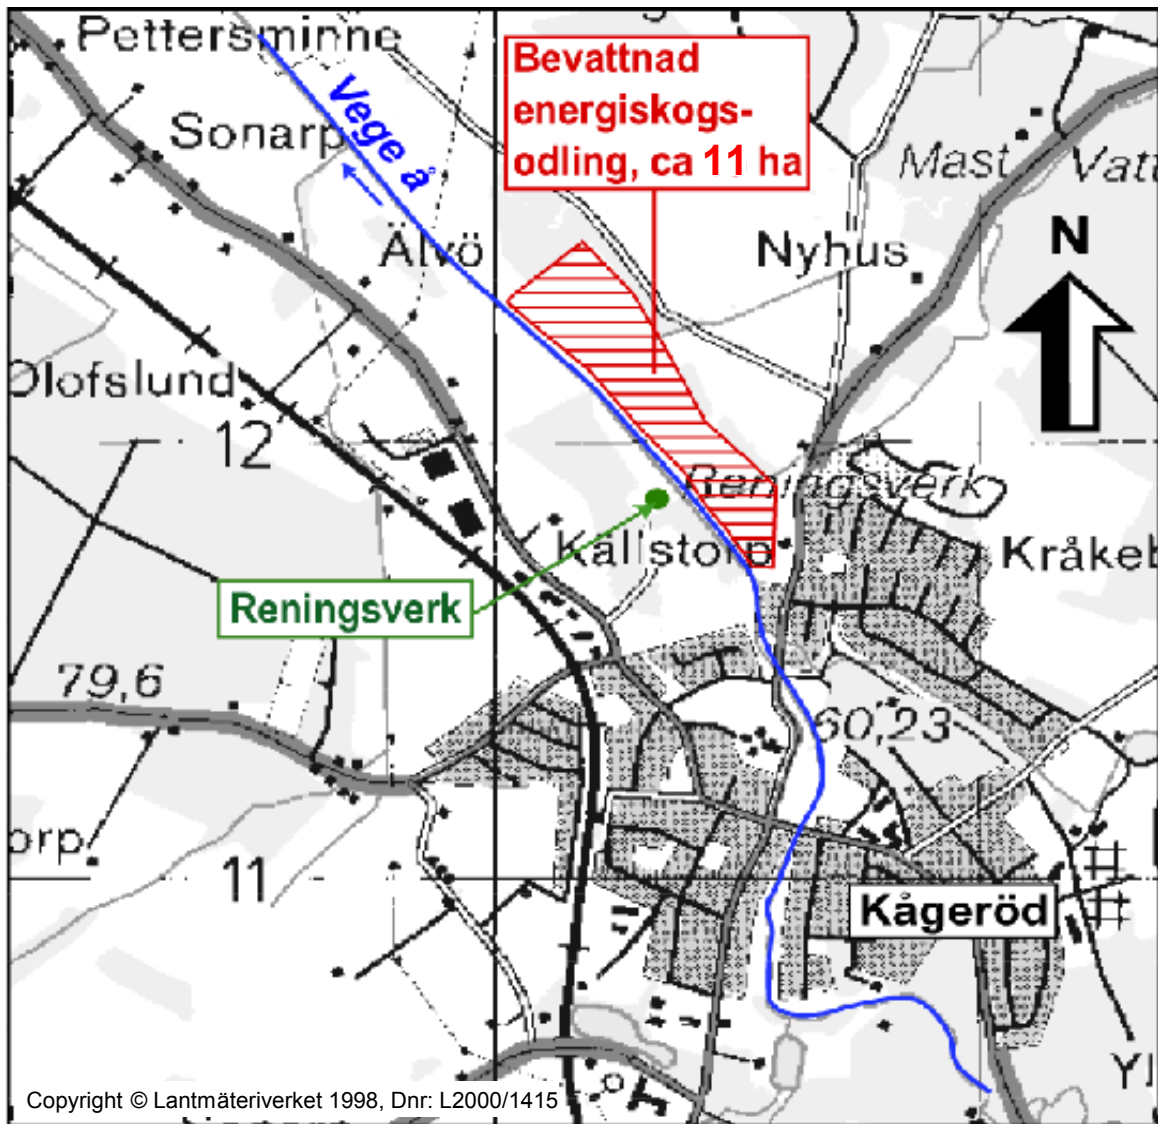 Pettersminne
Bevattnad
energiskogs-
odling, ca 11 ha
Vege å
Sonarp
Mast
Vatt
N
Älvö
Nyhus
Olofslund
12
Reningsverk
Källstorp
Kråkeb
Reningsverk
79,6
60,23
orp
11
Kågeröd
Yl
Copyright © Lantmäteriverket 1998, Dnr: L2000/1415